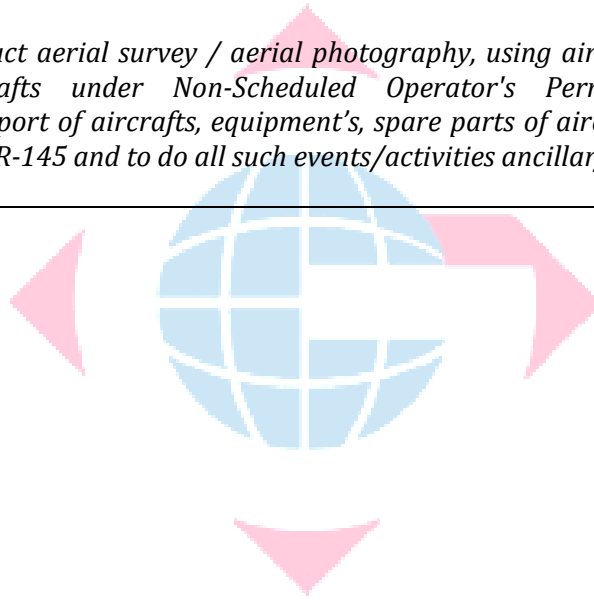 act aerial survey / aerial photography, using air
afts under Non-Scheduled Operator's Perr
port of aircrafts, equipment's, spare parts of airc
R-145 and to do all such events/activities ancillar